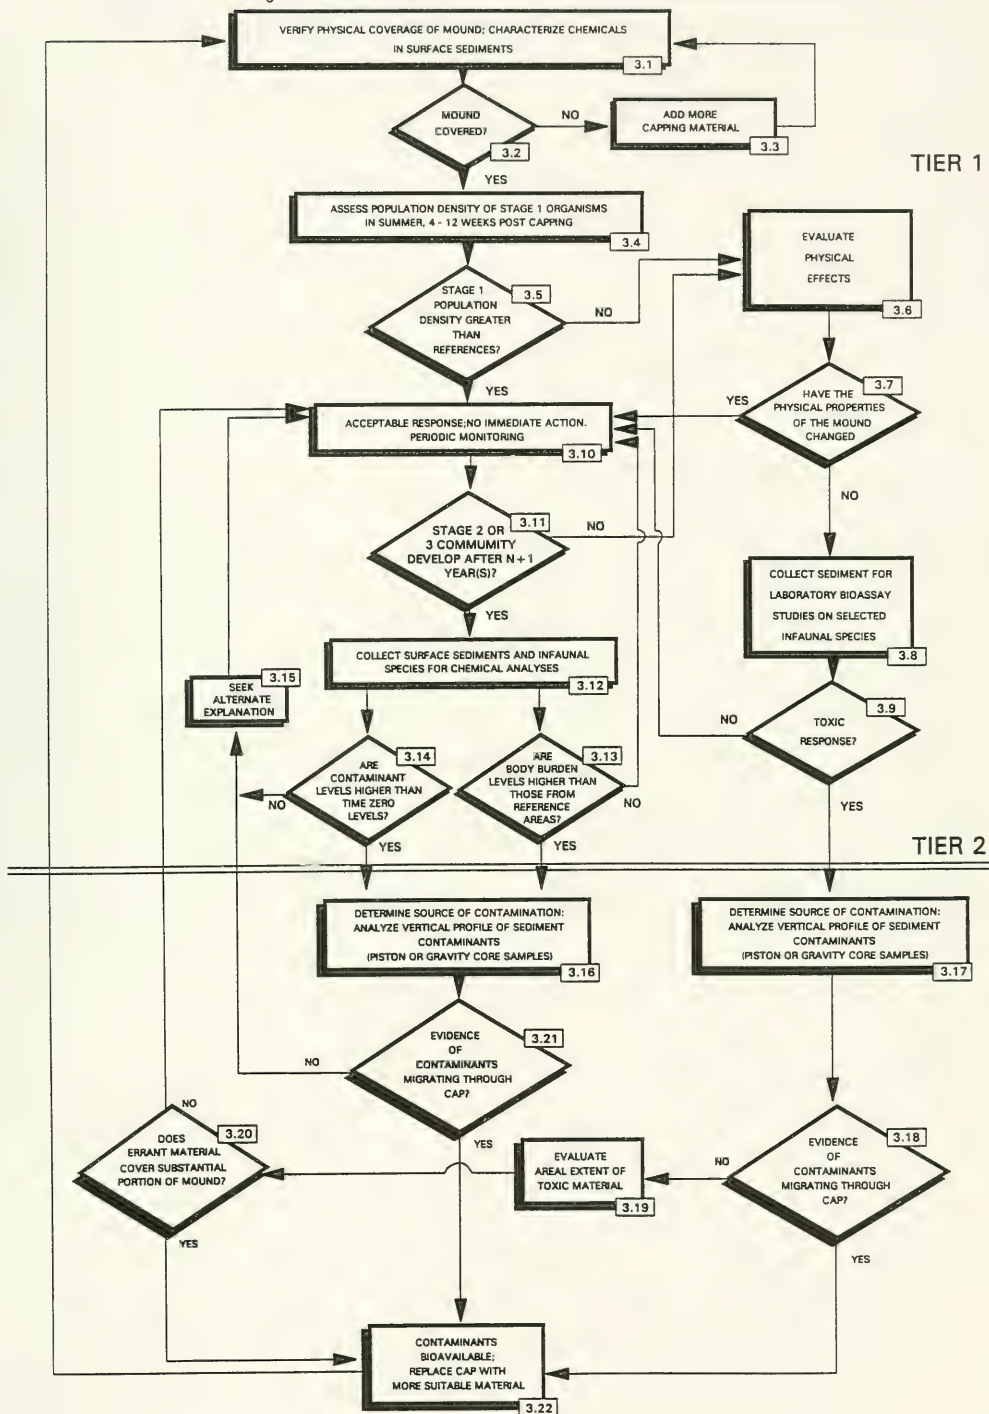 VERIFY PHYSICAL COVERAGE OF MOUND; CHARACTERIZE CHEMICALS
IN SURFACE SEDIMENTS
3.1
MOUND
COVERED?
3.2
NO
ADD MORE
CAPPING MATERIAL
3.3
TIER 1
YES
ASSESS POPULATION DENSITY OF STAGE 1 ORGANISMS
IN SUMMER, 4 - 12 WEEKS POST CAPPING
3.4
EVALUATE
PHYSICAL
EFFECTS
3.6
STAGE 1
POPULATION
DENSITY GREATER
THAN
REFERENCES?
3.5
NO
YES
3.7
HAVE THE
PHYSICAL PROPERTIES
OF THE MOUND
CHANGED
YES
NO
ACCEPTABLE RESPONSE;NO IMMEDIATE ACTION.
PERIODIC MONITORING
3.10
3.11
STAGE 2 OR
3 COMMUMITY
DEVELOP AFTER N + 1
YEAR(S)?
NO
YES
COLLECT SEDIMENT FOR
LABORATORY BIOASSAY
STUDIES ON SELECTED
INFAUNAL SPECIES
3.8
COLLECT SURFACE SEDIMENTS AND INFAUNAL
SPECIES FOR CHEMICAL ANALYSES
3.12
3.15
SEEK
ALTERNATE
EXPLANATION
3.9
TOXIC
RESPONSE?
NO
YES
3.14
ARE
CONTAMINANT
LEVELS HIGHER THAN
TIME ZERO
LEVELS?
NO
YES
3.13
ARE
BODY BURDEN
LEVELS HIGHER THAN
THOSE FROM
REFERENCE
AREAS?
NO
YES
TIER 2
DETERMINE SOURCE OF CONTAMINATION:
ANALYZE VERTICAL PROFILE OF SEDIMENT
CONTAMINANTS
(PISTON OR GRAVITY CORE SAMPLES)
3.16
DETERMINE SOURCE OF CONTAMINATION:
ANALYZE VERTICAL PROFILE OF SEDIMENT
CONTAMINANTS
(PISTON OR GRAVITY CORE SAMPLES)
3.17
3.21
EVIDENCE
OF
CONTAMINANTS
MIGRATING THROUGH
CAP?
NO
YES
NO
3.20
DOES
ERRANT MATERIAL
COVER SUBSTANTIAL
PORTION OF MOUND?
YES
EVALUATE
AREAL EXTENT OF
TOXIC MATERIAL
3.19
NO
3.18
EVIDENCE
OF
CONTAMINANTS
MIGRATING THROUGH
CAP?
YES
CONTAMINANTS
BIOAVAILABLE;
REPLACE CAP WITH
MORE SUITABLE MATERIAL
3.22